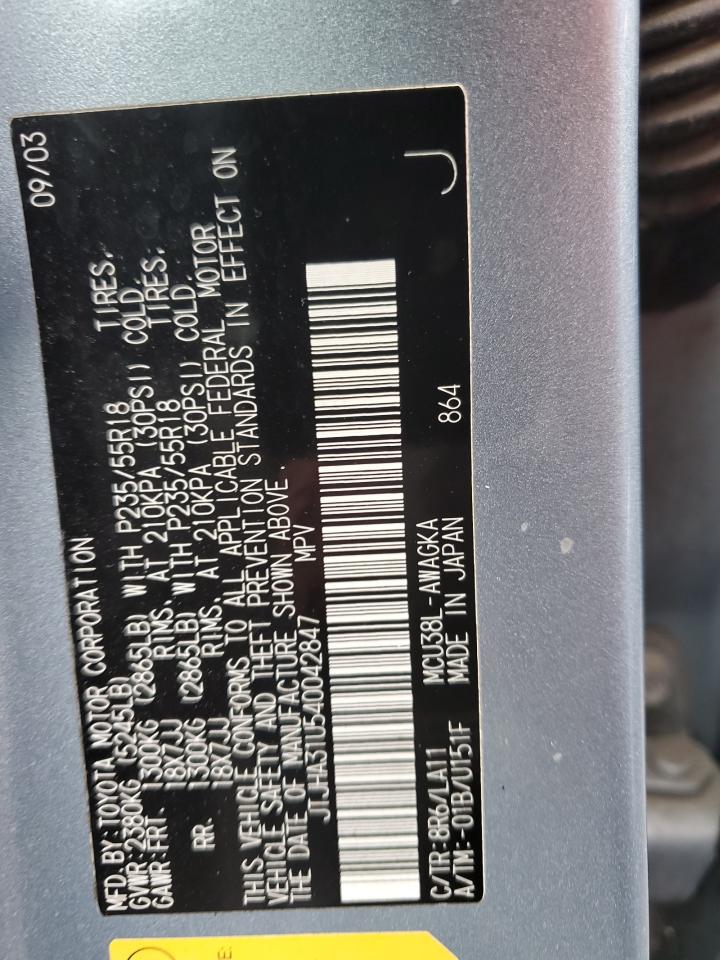 MFD. BY: TOYOTA MOTOR CORPORATION 09/03
GVWR: 2380KG (5245LB)
GAWR: FRT. 1300KG (2865LB) WITH P235/55R18 TIRES,
18X7JJ RIMS, AT 210KPA (30PSI) COLD.
RR. 1300KG (2865LB) WITH P235/55R18 TIRES,
18X7JJ RIMS, AT 210KPA (30PSI) COLD.
THIS VEHICLE CONFORMS TO ALL APPLICABLE FEDERAL MOTOR
VEHICLE SAFETY AND THEFT PREVENTION STANDARDS IN EFFECT ON
THE DATE OF MANUFACTURE SHOWN ABOVE.
JTJHA31U540042847 MPV
C/TR: 8R6/LA11 MCU38L-AWAGKA 864 J
A/TM: -01B/U151F MADE IN JAPAN